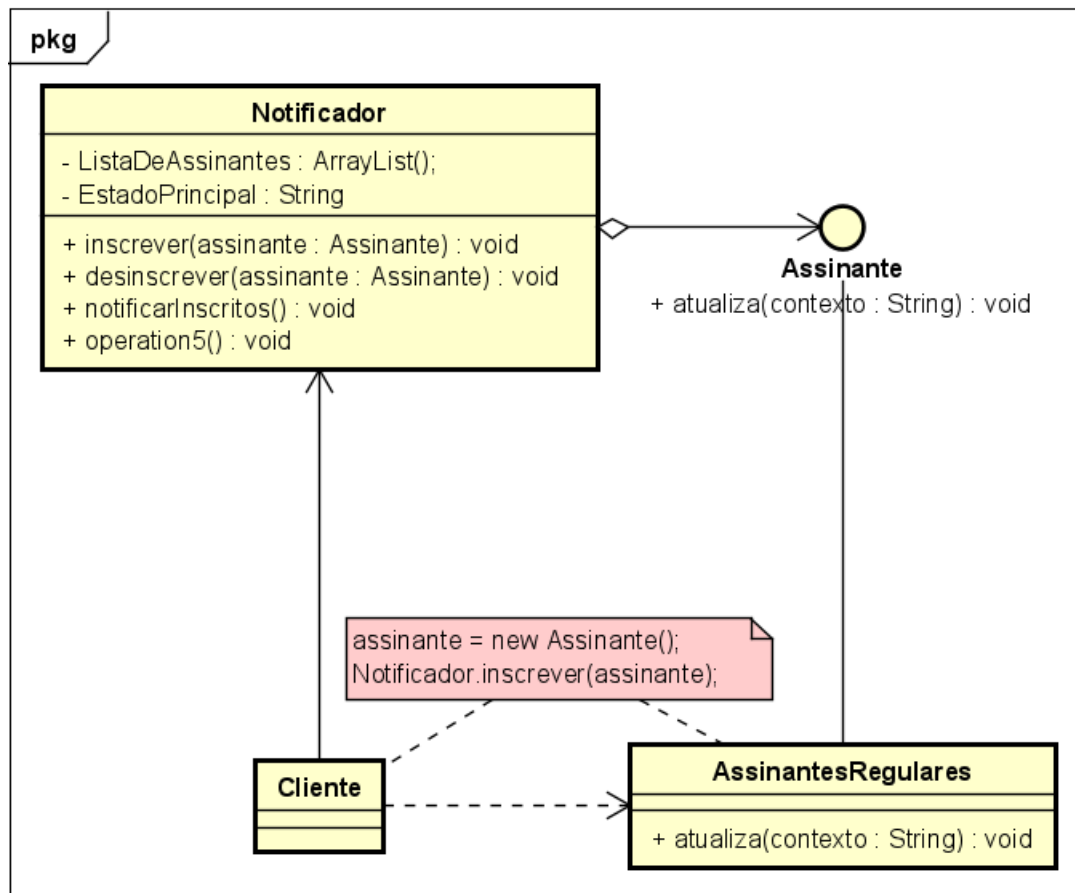 pkg
Notificador
- ListaDeAssinantes : ArrayList();
- EstadoPrincipal : String
+ inscrever(assinante : Assinante) : void
+ desinscrever(assinante : Assinante) : void
+ notificarInscritos() : void
+ operation5() : void
Assinante
+ atualiza(contexto : String) : void
assinante = new Assinante();
Notificador.inscrever(assinante);
Cliente
AssinantesRegulares
+ atualiza(contexto : String) : void